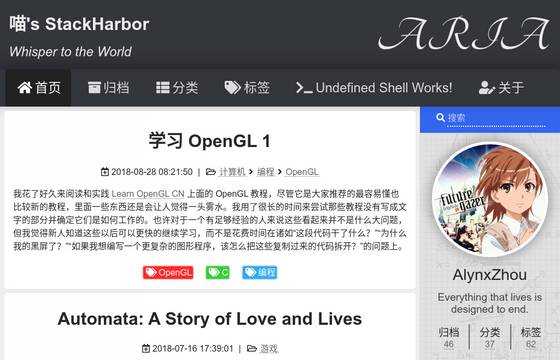 喵's StackHarbor
Whisper to the World
ARIA
首页 归档 分类 标签 Undefined Shell Works! 关于
搜索
学习 OpenGL 1
2018-08-28 08:21:50 | 计算机 > 编程 > OpenGL
我花了好久来阅读和实践 Learn OpenGL CN 上面的 OpenGL 教程，尽管它是大家推荐的最容易懂也
比较新的教程，里面一些东西还是会让人觉得一头雾水。我用了很长的时间来尝试那些教程没有写成文
字的部分并确定它们是如何工作的。也许对于一个有足够经验的人来说这些看起来并不是什么大问题，
但我觉得新人知道这些以后可以更快的继续学习，而不是花费时间在诸如“这段代码干了什么？”“为什么
我的黑屏了？”“如果我想编写一个更复杂的图形程序，该怎么把这些复制过来的代码拆开？”的问题上。
OpenGL C 编程
Future
Gazer
AlynxZhou
Everything that lives is
designed to end.
归档 分类 标签
46 37 62
Automata: A Story of Love and Lives
2018-07-16 17:39:01 | 游戏